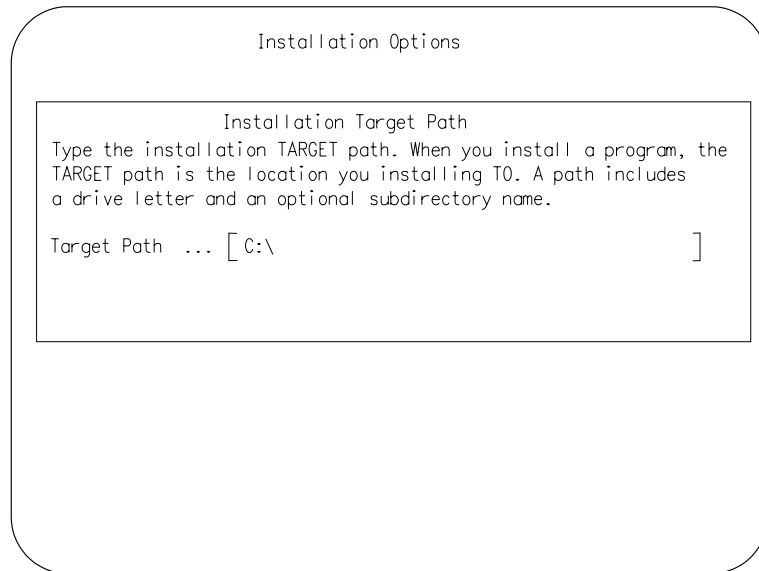 Installation Options
Installation Target Path
Type the installation TARGET path. When you install a program, the
TARGET path is the location you installing TO. A path includes
a drive letter and an optional subdirectory name.
Target Path ... [ C:\ ]